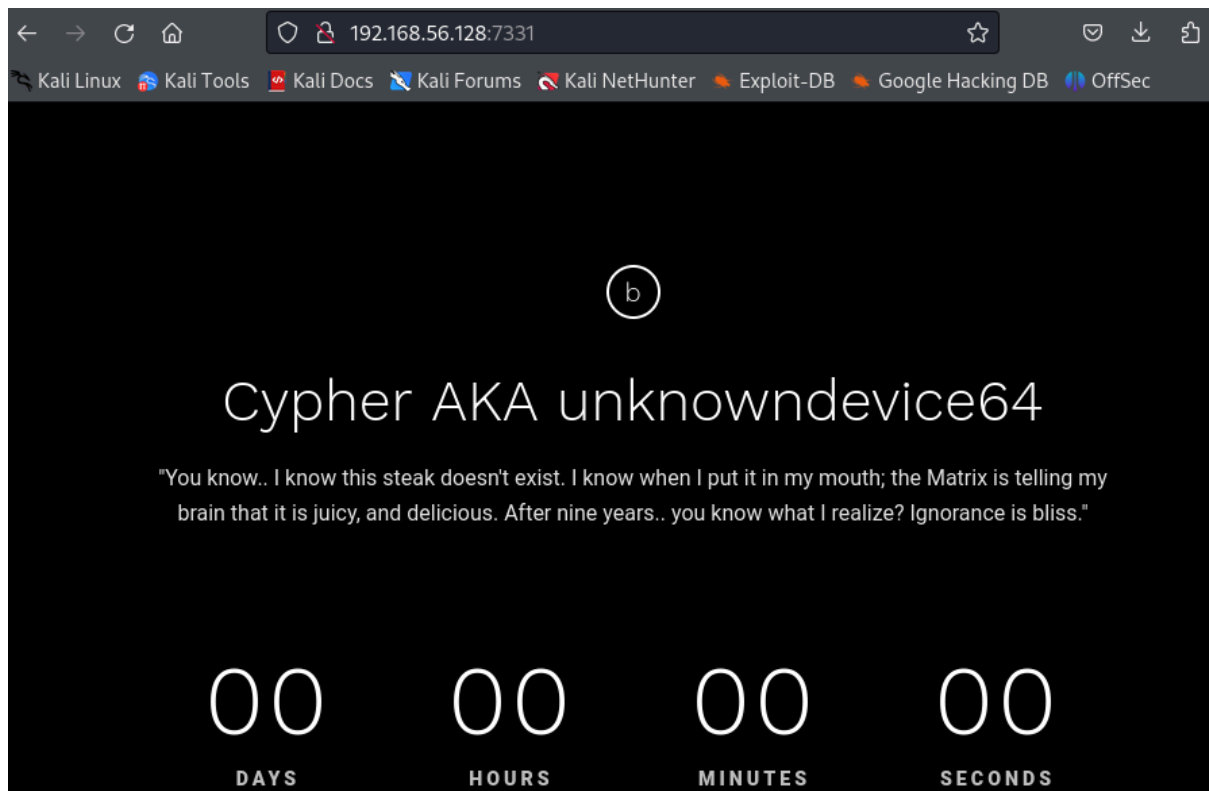 192.168.56.128:7331
Kali Linux Kali Tools Kali Docs Kali Forums Kali NetHunter Exploit-DB Google Hacking DB OffSec
b
Cypher AKA unknowndevice64
"You know.. I know this steak doesn't exist. I know when I put it in my mouth; the Matrix is telling my
brain that it is juicy, and delicious. After nine years.. you know what I realize? Ignorance is bliss."
00 00 00 00
DAYS HOURS MINUTES SECONDS